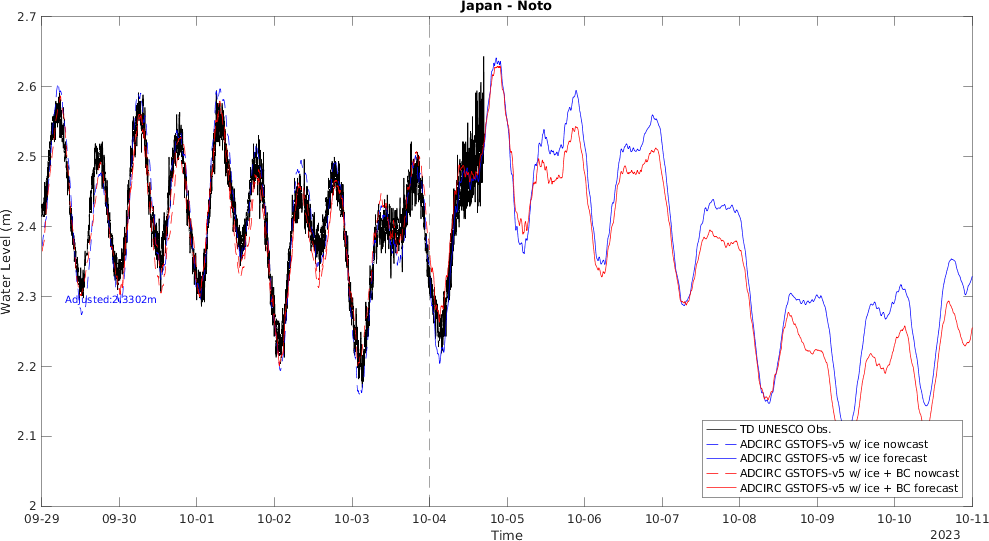 Japan - Noto
2.7
2.6
2.5
2.4
2.3
2.2
2.1
2
Water Level (m)
Adjusted:2.3302m
TD UNESCO Obs.
ADCIRC GSTOFS-v5 w/ ice nowcast
ADCIRC GSTOFS-v5 w/ ice forecast
ADCIRC GSTOFS-v5 w/ ice + BC nowcast
ADCIRC GSTOFS-v5 w/ ice + BC forecast
09-29 09-30 10-01 10-02 10-03 10-04 10-05 10-06 10-07 10-08 10-09 10-10 10-11
Time
2023